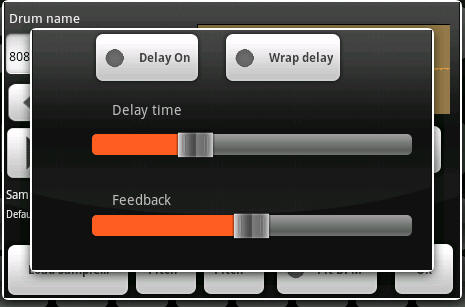 Drum name
808
Delay On
Wrap delay
Delay time
Feedback
Sam
Defau